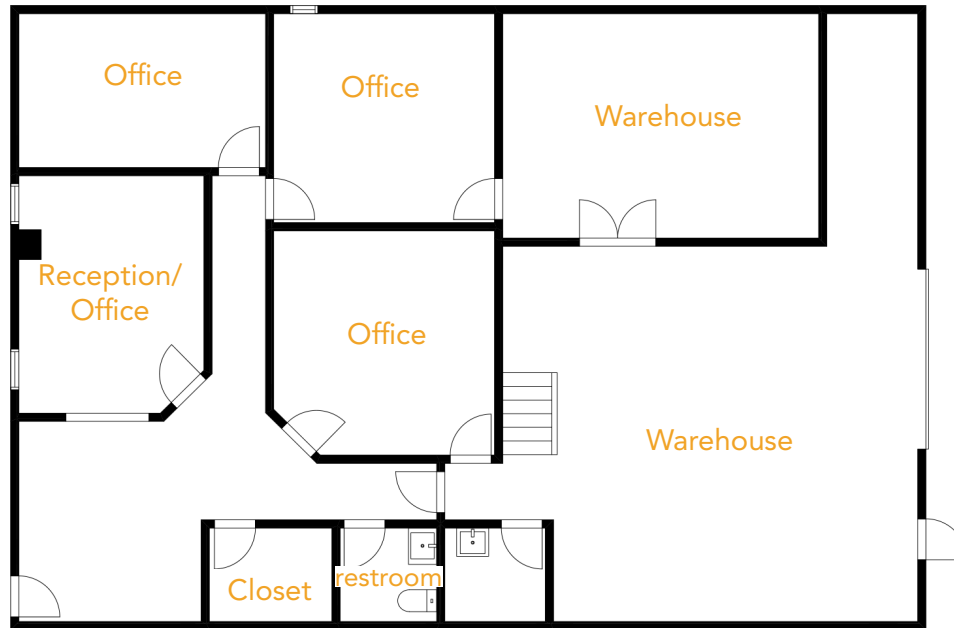 Office
Office
Warehouse
Reception/
Office
Office
Warehouse
Closet
restroom